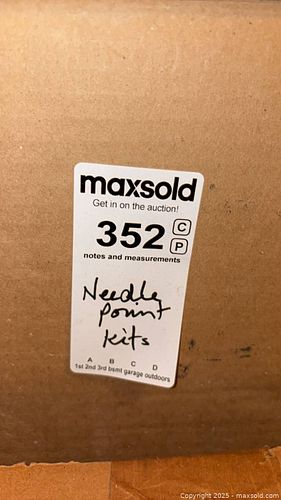 maxsold
Get in on the auction!
352 C
P
notes and measurements
Needle
point
kits
A B C D
1st 2nd 3rd bsmt garage outdoors
Copyright 2025 - maxsold.com